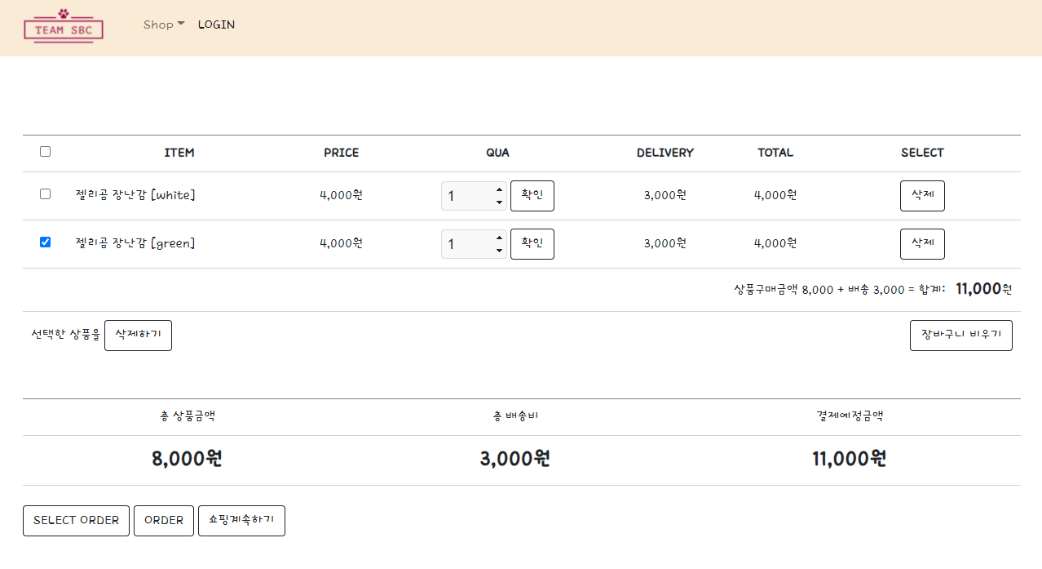 TEAM SBC
Shop LOGIN
ITEM PRICE QUA DELIVERY TOTAL SELECT
젤리곰 장난감 [white] 4,000원 1 확인 3,000원 4,000원 삭제
젤리곰 장난감 [green] 4,000원 1 확인 3,000원 4,000원 삭제
상품구매금액 8,000 + 배송 3,000 = 합계: 11,000원
선택한 상품을 삭제하기 장바구니 비우기
총 상품금액 총 배송비 결제예정금액
8,000원 3,000원 11,000원
SELECT ORDER ORDER 쇼핑계속하기